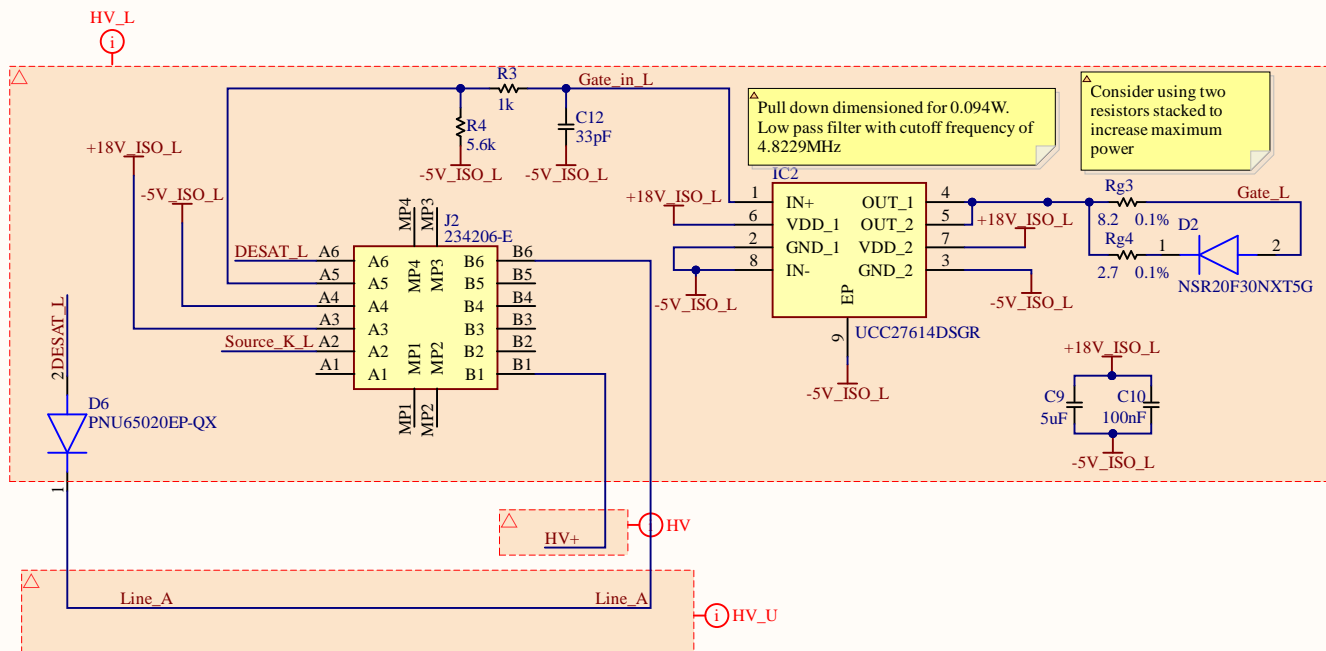 HV_L
i
R3
1k
Gate_in_L
R4
5.6k
C12
33pF
-5V_ISO_L
-5V_ISO_L
Pull down dimensioned for 0.094W.
Low pass filter with cutoff frequency of
4.8229MHz
Consider using two
resistors stacked to
increase maximum
power
+18V_ISO_L
-5V_ISO_L
J2
234206-E
MP4
MP3
DESAT_L
A6
A6
MP4
MP3
B6
B6
A5
A5
B5
B5
A4
A4
B4
B4
A3
A3
B3
B3
Source_K_L
A2
A2
MP1
MP2
B2
B2
A1
A1
B1
B1
MP1
MP2
IC2
+18V_ISO_L
1
IN+
OUT_1
4
6
VDD_1
OUT_2
5
2
GND_1
VDD_2
7
8
IN-
GND_2
3
EP
9
UCC27614DSGR
-5V_ISO_L
-5V_ISO_L
+18V_ISO_L
-5V_ISO_L
Rg3
8.2
0.1%
Gate_L
Rg4
2.7
0.1%
1
D2
2
NSR20F30NXT5G
+18V_ISO_L
C9
5uF
C10
100nF
-5V_ISO_L
DESAT_L
2
D6
PNU65020EP-QX
1
HV+
i
HV
Line_A
Line_A
i
HV_U